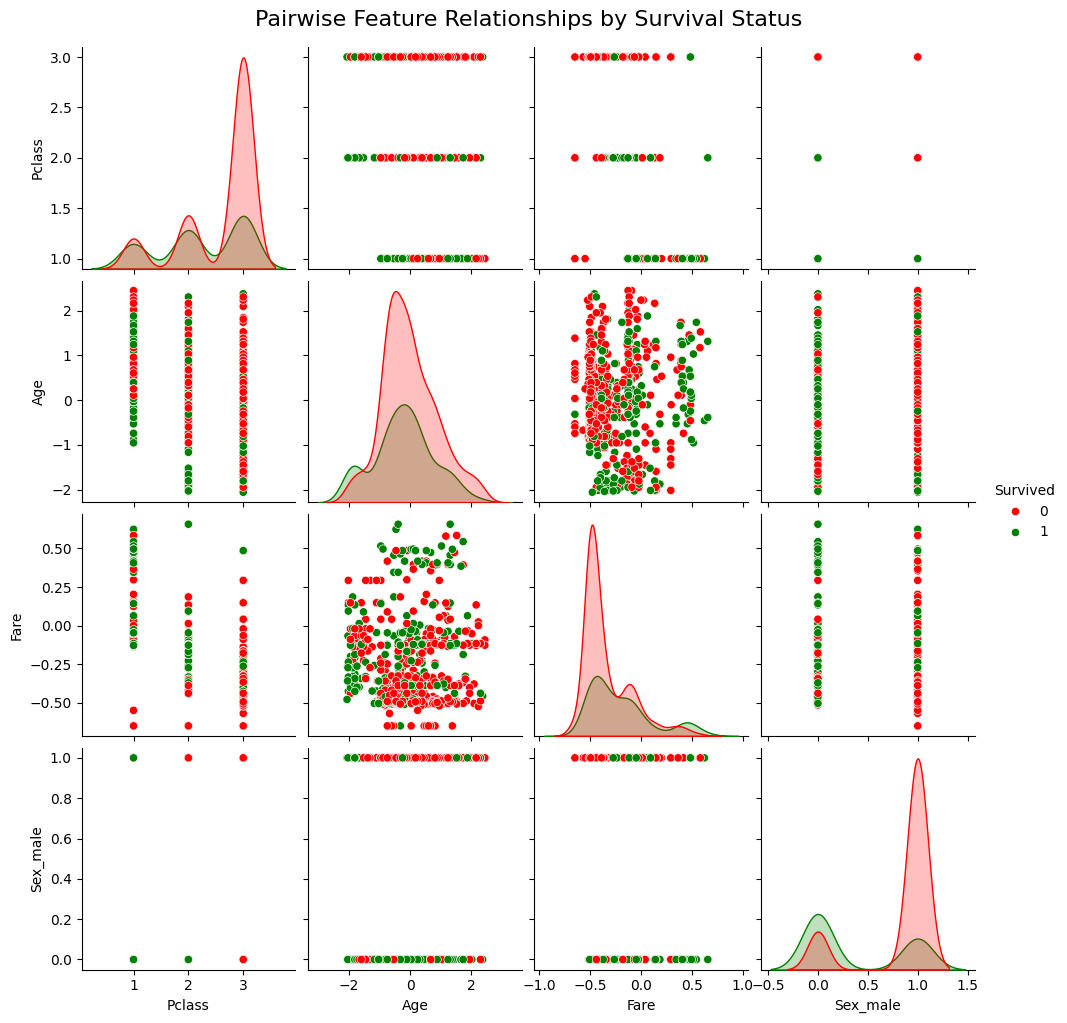 Pairwise Feature Relationships by Survival Status
3.0
2.5
2.0
1.5
1.0
Pclass
2
1
0
−1
−2
Age
0.50
0.25
0.00
−0.25
−0.50
Fare
Survived
0
1
1.0
0.8
0.6
0.4
0.2
0.0
Sex_male
1 2 3
−2 0 2
−1.0 −0.5 0.0 0.5 1.0
−0.5 0.0 0.5 1.0 1.5
Pclass Age Fare Sex_male